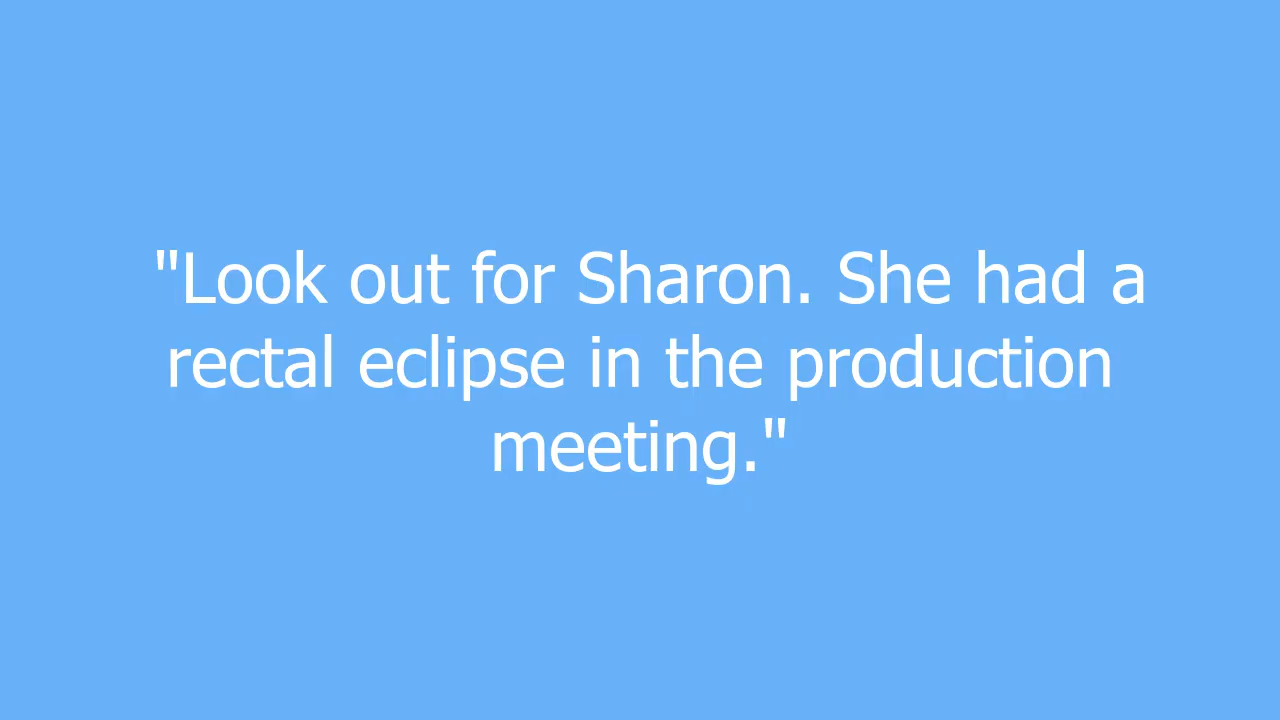 "Look out for Sharon. She had a
rectal eclipse in the production
meeting."